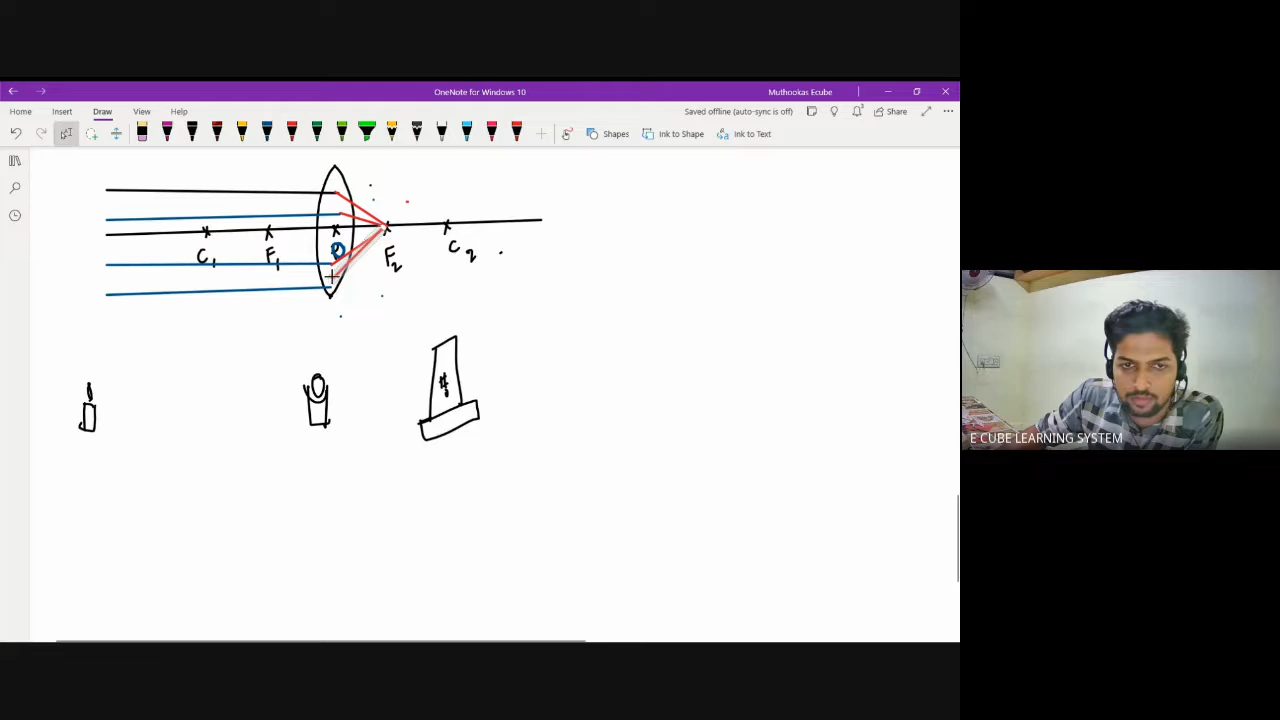 OneNote for Windows 10
Muthookas Ecube
Home Insert Draw View Help
Saved offline (auto-sync is off)
3
Share
Shapes
Ink to Shape
Ink to Text
C1 F1 O F2 C2
E CUBE LEARNING SYSTEM